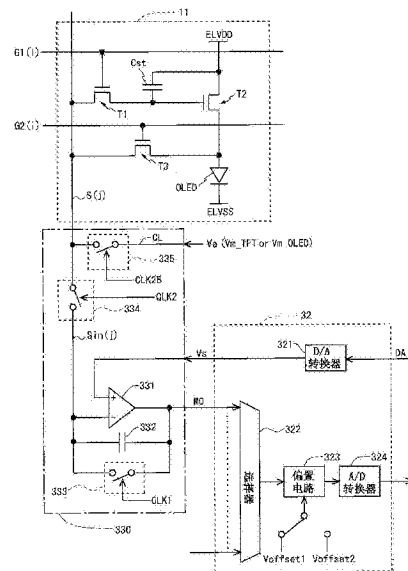 11
G1(i)
ELVDD
Cst
T1
T2
G2(i)
T3
OLED
ELVSS
S(j)
CL
Va (Vm_TFT or Vm_OLED)
335
CLK2B
CLK2
334
Sin(j)
32
Vs
321
D/A
转换器
DA
331
MO
322
332
323
324
选择器
偏置
电路
A/D
转换器
333
CLK1
330
Voffset1
Voffset2